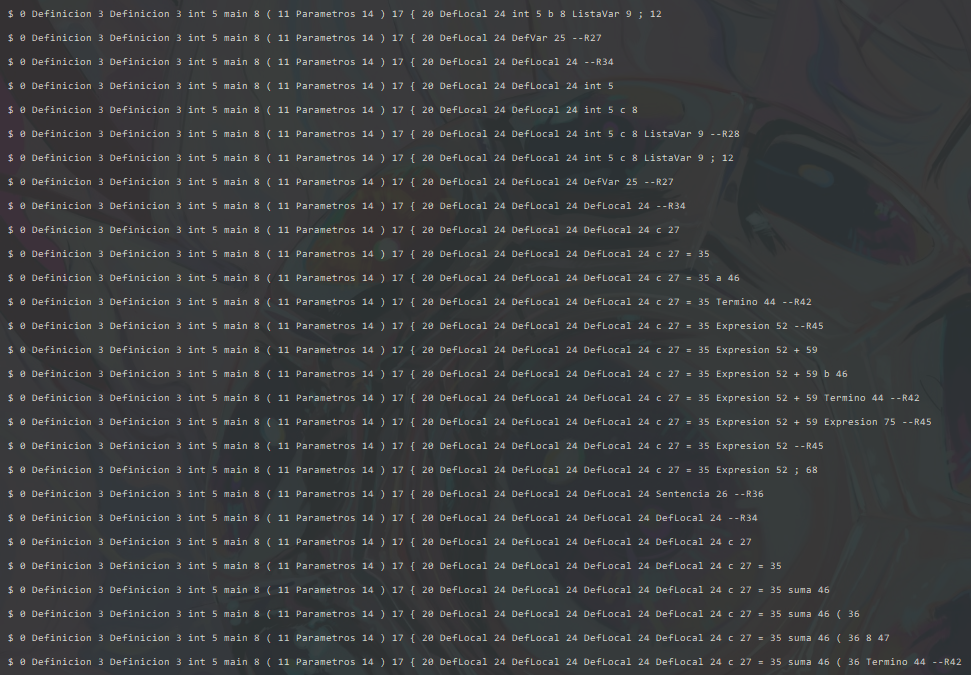 $ 0 Definicion 3 Definicion 3 int 5 main 8 ( 11 Parametros 14 ) 17 { 20 DefLocal 24 int 5 b 8 ListaVar 9 ; 12
$ 0 Definicion 3 Definicion 3 int 5 main 8 ( 11 Parametros 14 ) 17 { 20 DefLocal 24 DefVar 25 --R27
$ 0 Definicion 3 Definicion 3 int 5 main 8 ( 11 Parametros 14 ) 17 { 20 DefLocal 24 DefLocal 24 --R34
$ 0 Definicion 3 Definicion 3 int 5 main 8 ( 11 Parametros 14 ) 17 { 20 DefLocal 24 DefLocal 24 int 5
$ 0 Definicion 3 Definicion 3 int 5 main 8 ( 11 Parametros 14 ) 17 { 20 DefLocal 24 DefLocal 24 int 5 c 8
$ 0 Definicion 3 Definicion 3 int 5 main 8 ( 11 Parametros 14 ) 17 { 20 DefLocal 24 DefLocal 24 int 5 c 8 ListaVar 9 --R28
$ 0 Definicion 3 Definicion 3 int 5 main 8 ( 11 Parametros 14 ) 17 { 20 DefLocal 24 DefLocal 24 int 5 c 8 ListaVar 9 ; 12
$ 0 Definicion 3 Definicion 3 int 5 main 8 ( 11 Parametros 14 ) 17 { 20 DefLocal 24 DefLocal 24 DefVar 25 --R27
$ 0 Definicion 3 Definicion 3 int 5 main 8 ( 11 Parametros 14 ) 17 { 20 DefLocal 24 DefLocal 24 DefLocal 24 --R34
$ 0 Definicion 3 Definicion 3 int 5 main 8 ( 11 Parametros 14 ) 17 { 20 DefLocal 24 DefLocal 24 DefLocal 24 c 27
$ 0 Definicion 3 Definicion 3 int 5 main 8 ( 11 Parametros 14 ) 17 { 20 DefLocal 24 DefLocal 24 DefLocal 24 c 27 = 35
$ 0 Definicion 3 Definicion 3 int 5 main 8 ( 11 Parametros 14 ) 17 { 20 DefLocal 24 DefLocal 24 DefLocal 24 c 27 = 35 a 46
$ 0 Definicion 3 Definicion 3 int 5 main 8 ( 11 Parametros 14 ) 17 { 20 DefLocal 24 DefLocal 24 DefLocal 24 c 27 = 35 Termino 44 --R42
$ 0 Definicion 3 Definicion 3 int 5 main 8 ( 11 Parametros 14 ) 17 { 20 DefLocal 24 DefLocal 24 DefLocal 24 c 27 = 35 Expresion 52 --R45
$ 0 Definicion 3 Definicion 3 int 5 main 8 ( 11 Parametros 14 ) 17 { 20 DefLocal 24 DefLocal 24 DefLocal 24 c 27 = 35 Expresion 52 + 59
$ 0 Definicion 3 Definicion 3 int 5 main 8 ( 11 Parametros 14 ) 17 { 20 DefLocal 24 DefLocal 24 DefLocal 24 c 27 = 35 Expresion 52 + 59 b 46
$ 0 Definicion 3 Definicion 3 int 5 main 8 ( 11 Parametros 14 ) 17 { 20 DefLocal 24 DefLocal 24 DefLocal 24 c 27 = 35 Expresion 52 + 59 Termino 44 --R42
$ 0 Definicion 3 Definicion 3 int 5 main 8 ( 11 Parametros 14 ) 17 { 20 DefLocal 24 DefLocal 24 DefLocal 24 c 27 = 35 Expresion 52 + 59 Expresion 75 --R45
$ 0 Definicion 3 Definicion 3 int 5 main 8 ( 11 Parametros 14 ) 17 { 20 DefLocal 24 DefLocal 24 DefLocal 24 c 27 = 35 Expresion 52 --R45
$ 0 Definicion 3 Definicion 3 int 5 main 8 ( 11 Parametros 14 ) 17 { 20 DefLocal 24 DefLocal 24 DefLocal 24 c 27 = 35 Expresion 52 ; 68
$ 0 Definicion 3 Definicion 3 int 5 main 8 ( 11 Parametros 14 ) 17 { 20 DefLocal 24 DefLocal 24 DefLocal 24 Sentencia 26 --R36
$ 0 Definicion 3 Definicion 3 int 5 main 8 ( 11 Parametros 14 ) 17 { 20 DefLocal 24 DefLocal 24 DefLocal 24 DefLocal 24 --R34
$ 0 Definicion 3 Definicion 3 int 5 main 8 ( 11 Parametros 14 ) 17 { 20 DefLocal 24 DefLocal 24 DefLocal 24 DefLocal 24 c 27
$ 0 Definicion 3 Definicion 3 int 5 main 8 ( 11 Parametros 14 ) 17 { 20 DefLocal 24 DefLocal 24 DefLocal 24 DefLocal 24 c 27 = 35
$ 0 Definicion 3 Definicion 3 int 5 main 8 ( 11 Parametros 14 ) 17 { 20 DefLocal 24 DefLocal 24 DefLocal 24 DefLocal 24 c 27 = 35 suma 46
$ 0 Definicion 3 Definicion 3 int 5 main 8 ( 11 Parametros 14 ) 17 { 20 DefLocal 24 DefLocal 24 DefLocal 24 DefLocal 24 c 27 = 35 suma 46 ( 36
$ 0 Definicion 3 Definicion 3 int 5 main 8 ( 11 Parametros 14 ) 17 { 20 DefLocal 24 DefLocal 24 DefLocal 24 DefLocal 24 c 27 = 35 suma 46 ( 36 8 47
$ 0 Definicion 3 Definicion 3 int 5 main 8 ( 11 Parametros 14 ) 17 { 20 DefLocal 24 DefLocal 24 DefLocal 24 DefLocal 24 c 27 = 35 suma 46 ( 36 Termino 44 --R42